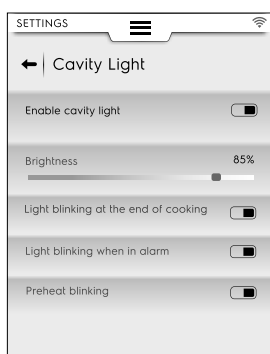 SETTINGS
Cavity Light
Enable cavity light
Brightness 85%
Light blinking at the end of cooking
Light blinking when in alarm
Preheat blinking